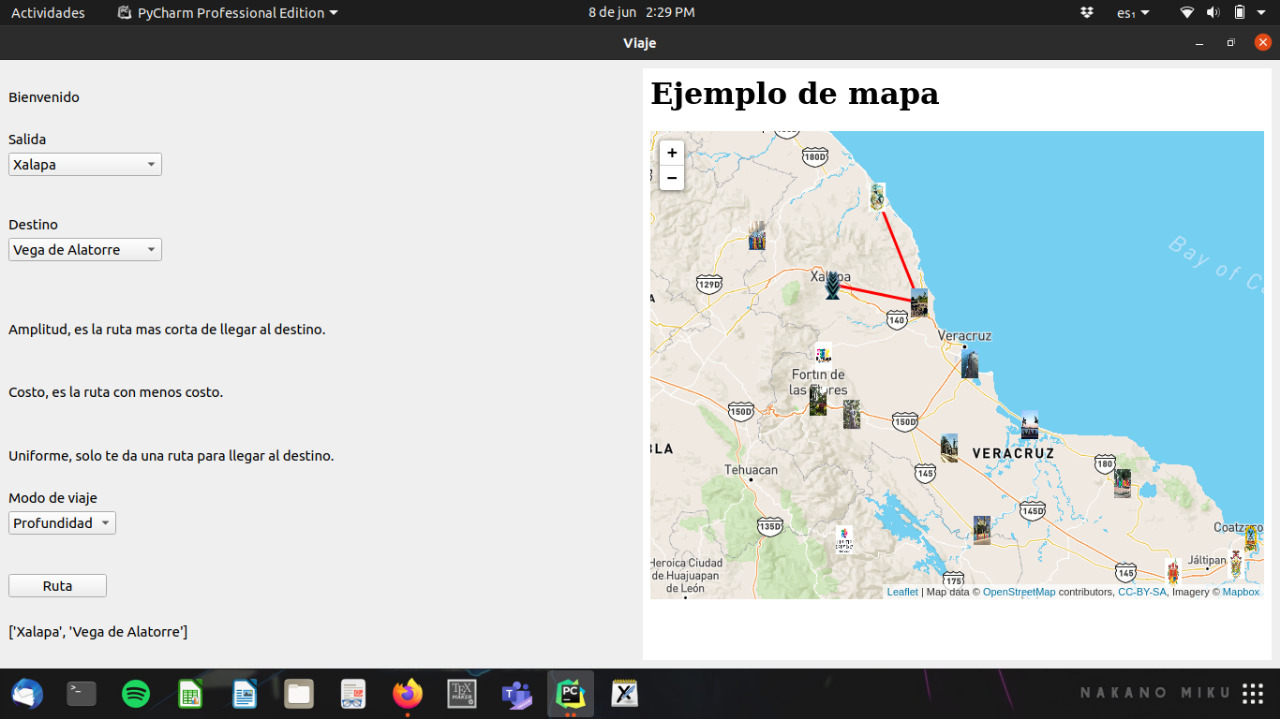 Actividades
PyCharm Professional Edition
8 de jun 2:29 PM
es₁
Viaje
Bienvenido
Salida
Xalapa
Destino
Vega de Alatorre
Amplitud, es la ruta mas corta de llegar al destino.
Costo, es la ruta con menos costo.
Uniforme, solo te da una ruta para llegar al destino.
Modo de viaje
Profundidad
Ruta
['Xalapa', 'Vega de Alatorre']
Ejemplo de mapa
+
−
180D
Bay of Ca
129D
140
Veracruz
Fortín de
las Flores
150D
150D
VERACRUZ
Tehuacan
145
180
145D
135D
Coatzaco
Jáltipan
Heroica Ciudad
de Huajuapan
de León
175
145
Leaflet | Map data © OpenStreetMap contributors, CC-BY-SA, Imagery © Mapbox
>_
TEX
MAKER
PC
X
NAKANO MIKU